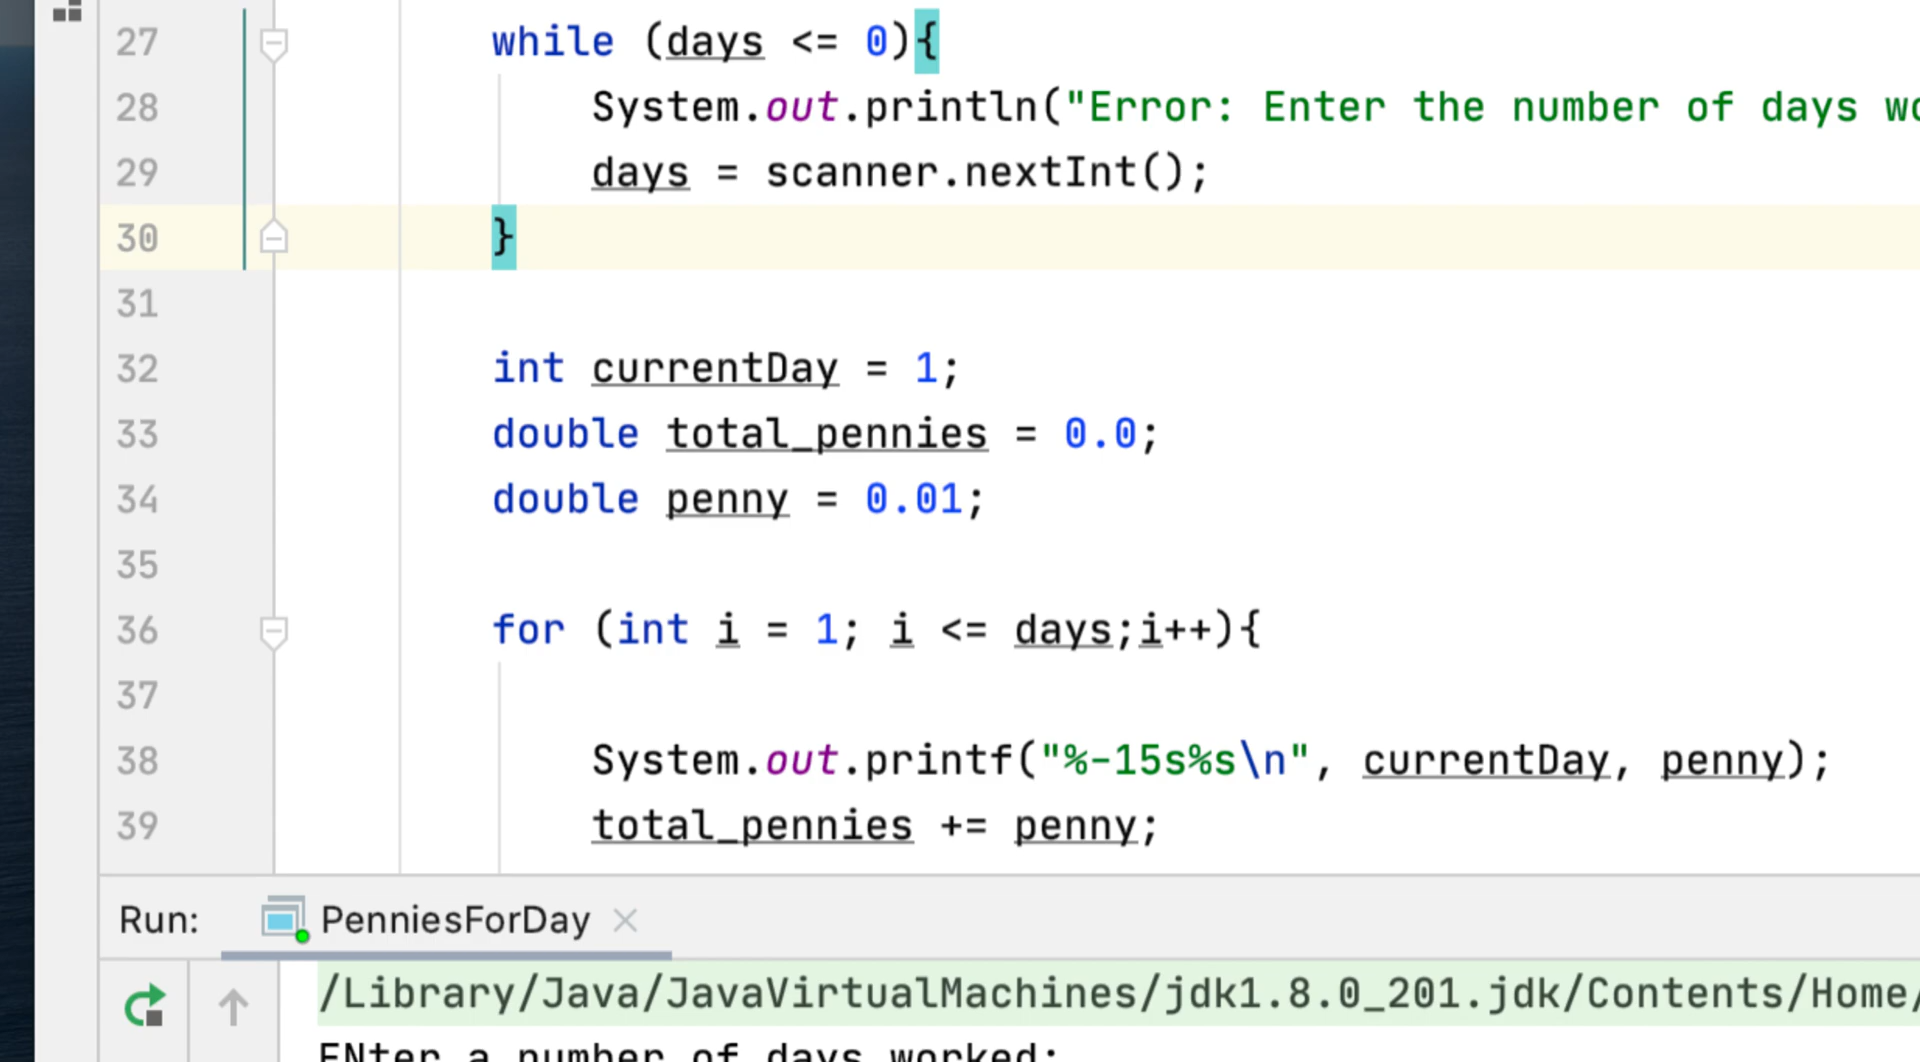 27 while (days <= 0){
28 System.out.println("Error: Enter the number of days
29 days = scanner.nextInt();
30 }
31
32 int currentDay = 1;
33 double total_pennies = 0.0;
34 double penny = 0.01;
35
36 for (int i = 1; i <= days;i++){
37
38 System.out.printf("%-15s%s\n", currentDay, penny);
39 total_pennies += penny;
Run: PenniesForDay
/Library/Java/JavaVirtualMachines/jdk1.8.0_201.jdk/Contents/Home/
ENter a number of days worked: